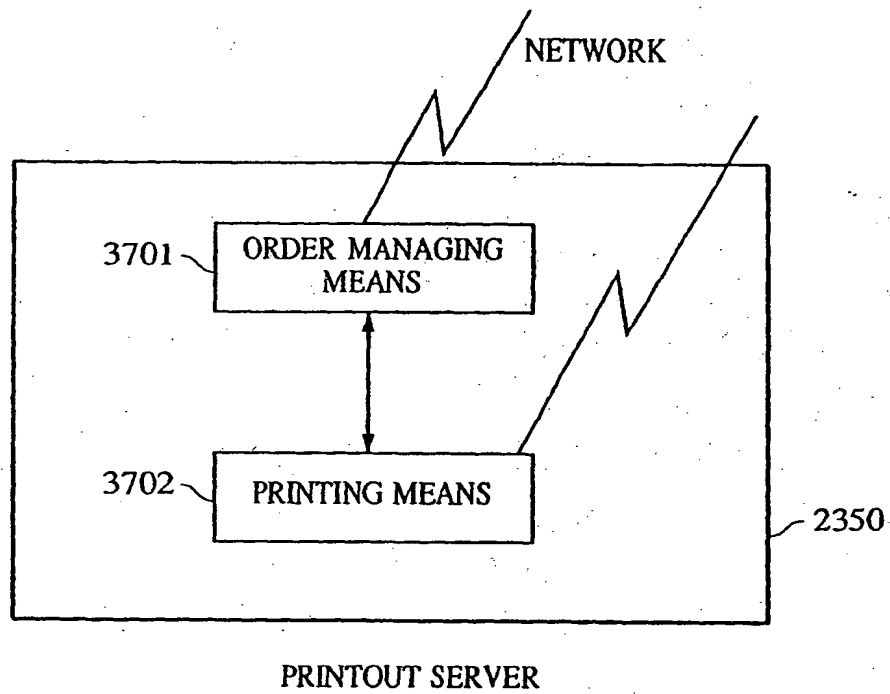 NETWORK
3701
ORDER MANAGING
MEANS
3702
PRINTING MEANS
2350
PRINTOUT SERVER